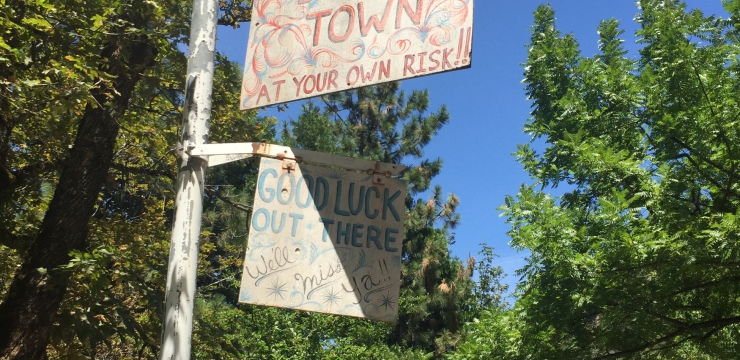 TOWN
AT YOUR OWN RISK!!
GOOD LUCK
OUT THERE
We'll
miss
Ya!!